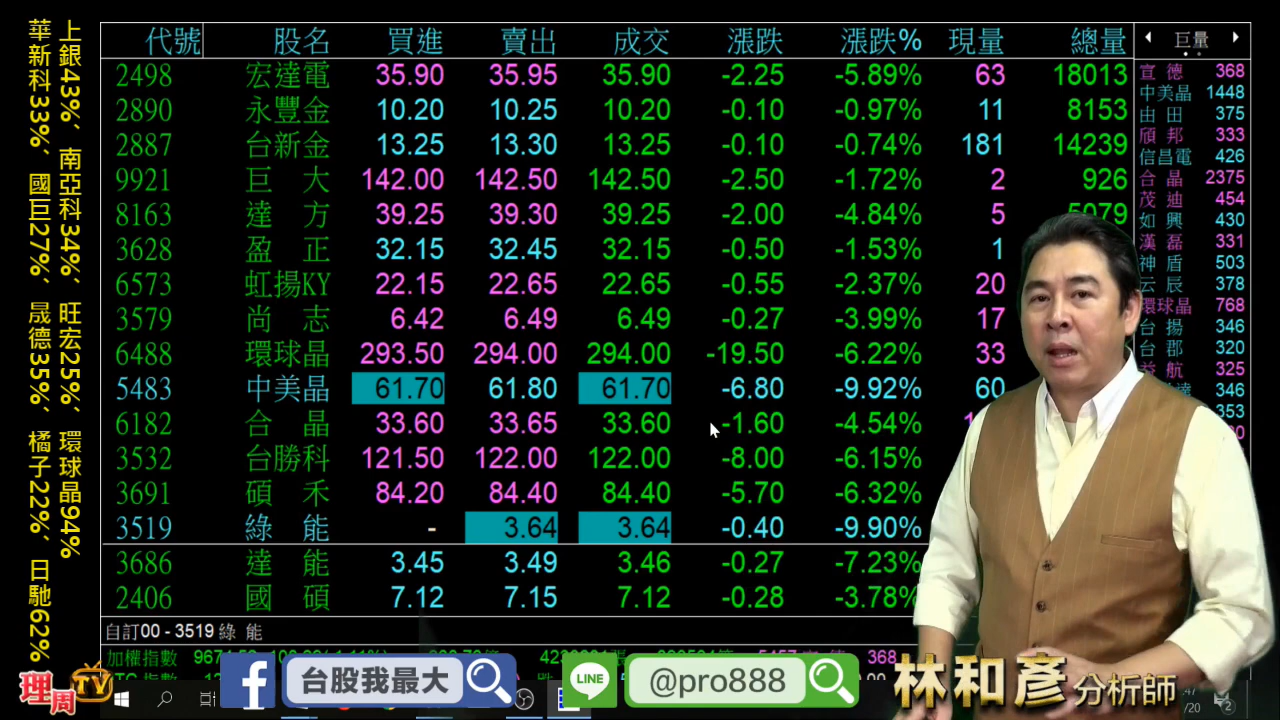 上銀43%、南亞科34%、旺宏25%、環球晶94%
華新科33%、國巨27%、晟德35%、橘子22%、日馳62%
代號 股名 買進 賣出 成交 漲跌 漲跌% 現量 總量
2498 宏達電 35.90 35.95 35.90 -2.25 -5.89% 63 18013
2890 永豐金 10.20 10.25 10.20 -0.10 -0.97% 11 8153
2887 台新金 13.25 13.30 13.25 -0.10 -0.74% 181 14239
9921 巨大 142.00 142.50 142.50 -2.50 -1.72% 2 926
8163 達方 39.25 39.30 39.25 -2.00 -4.84% 5 5079
3628 盈正 32.15 32.45 32.15 -0.50 -1.53% 1
6573 虹揚KY 22.15 22.65 22.65 -0.55 -2.37% 20
3579 尚志 6.42 6.49 6.49 -0.27 -3.99% 17
6488 環球晶 293.50 294.00 294.00 -19.50 -6.22% 33
5483 中美晶 61.70 61.80 61.70 -6.80 -9.92% 60
6182 合晶 33.60 33.65 33.60 -1.60 -4.54%
3532 台勝科 121.50 122.00 122.00 -8.00 -6.15%
3691 碩禾 84.20 84.40 84.40 -5.70 -6.32%
3519 綠能 - 3.64 3.64 -0.40 -9.90%
3686 達能 3.45 3.49 3.46 -0.27 -7.23%
2406 國碩 7.12 7.15 7.12 -0.28 -3.78%
巨量
宣德 368
中美晶 1448
由田 375
頎邦 333
信昌電 426
合晶 2375
茂迪 454
如興 430
漢磊 331
神盾 503
云辰 378
環球晶 768
台揚 346
台郡 320
益航 325
346
353
自訂00 - 3519 綠能
加權指數
368
理周TV
台股我最大
LINE
@pro888
林和彥分析師